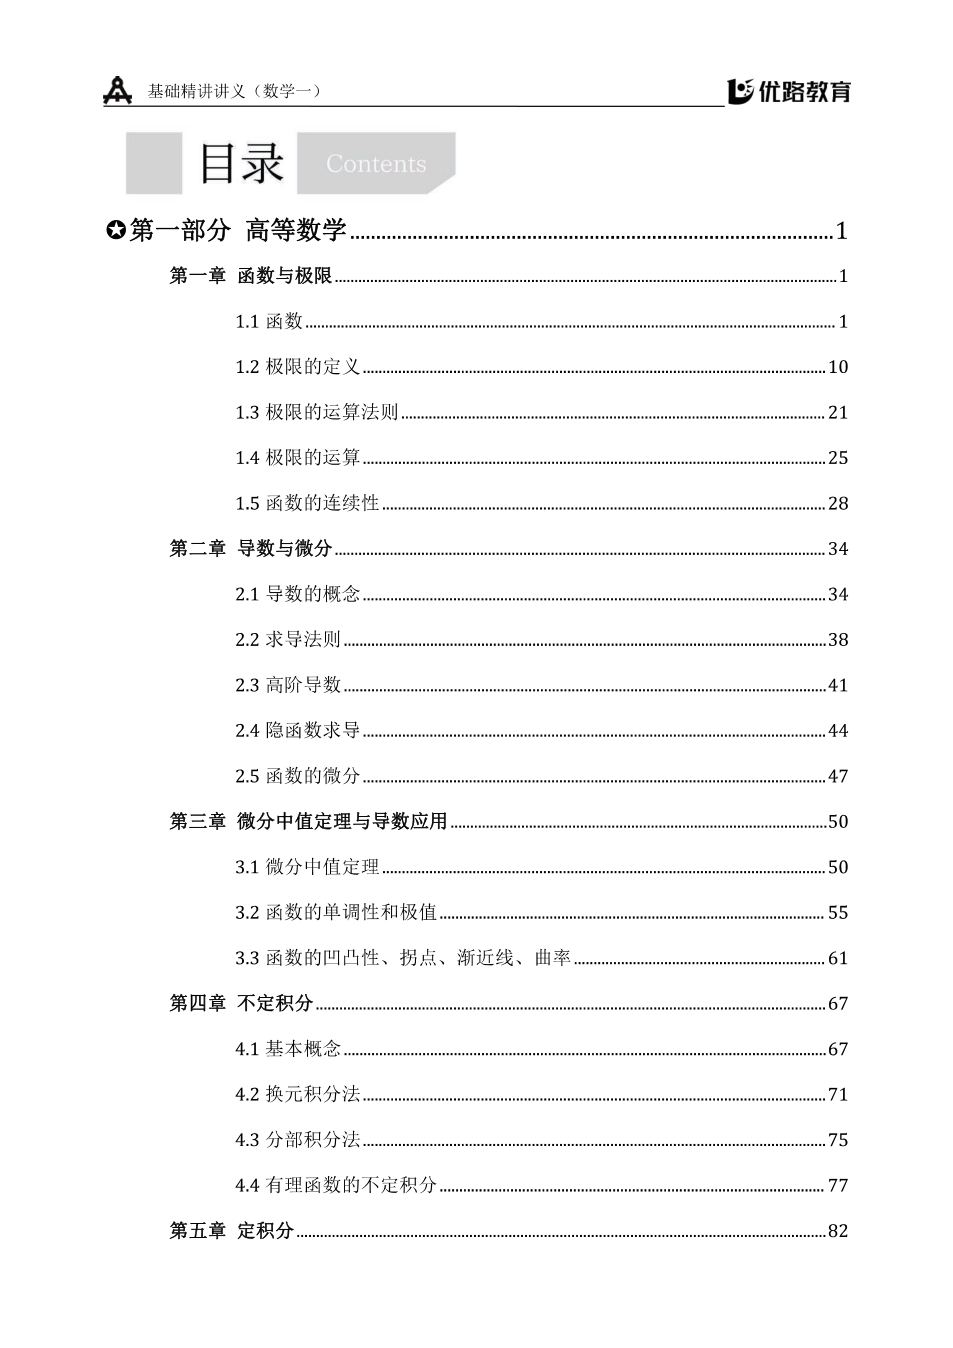 基础精讲讲义（数学一）
优路教育
目录 Contents
✪第一部分 高等数学........1
第一章 函数与极限........1
1.1 函数........1
1.2 极限的定义........10
1.3 极限的运算法则........21
1.4 极限的运算........25
1.5 函数的连续性........28
第二章 导数与微分........34
2.1 导数的概念........34
2.2 求导法则........38
2.3 高阶导数........41
2.4 隐函数求导........44
2.5 函数的微分........47
第三章 微分中值定理与导数应用........50
3.1 微分中值定理........50
3.2 函数的单调性和极值........55
3.3 函数的凹凸性、拐点、渐近线、曲率........61
第四章 不定积分........67
4.1 基本概念........67
4.2 换元积分法........71
4.3 分部积分法........75
4.4 有理函数的不定积分........77
第五章 定积分........82